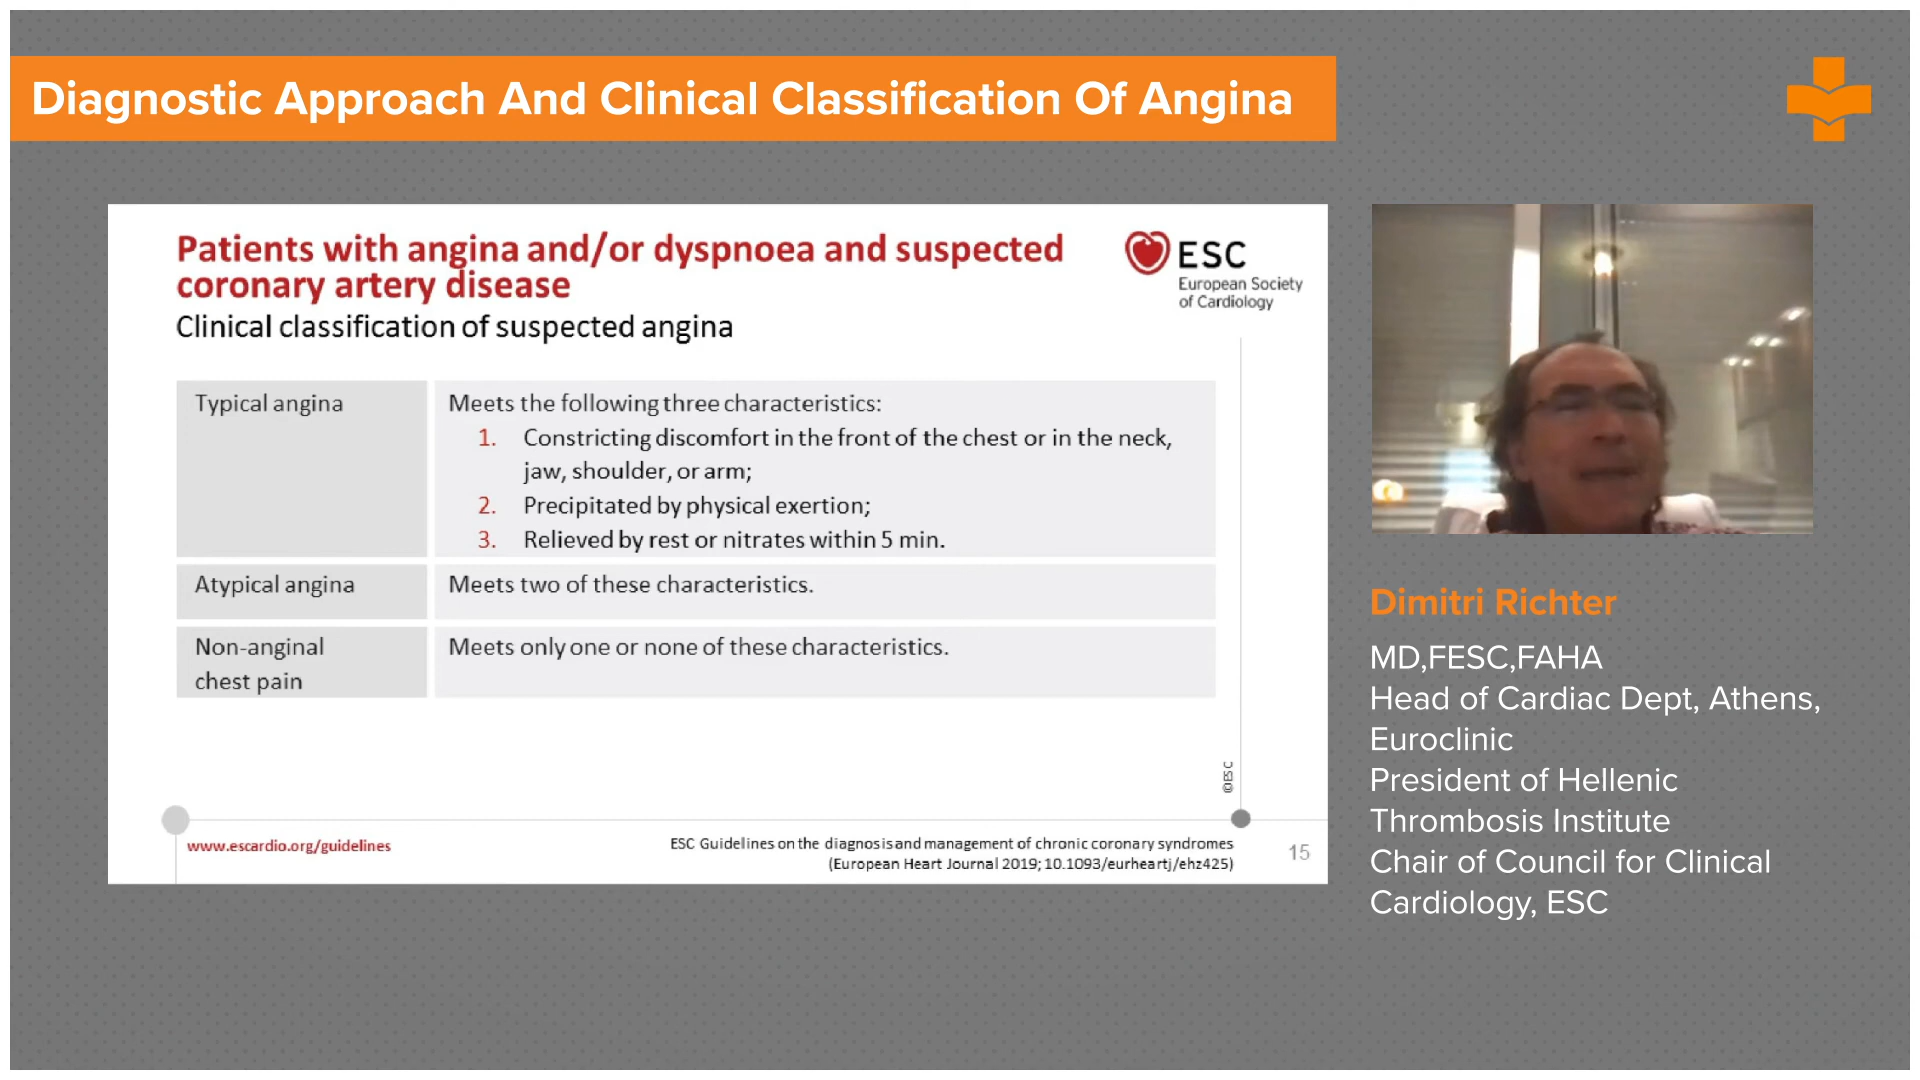 Diagnostic Approach And Clinical Classification Of Angina
Patients with angina and/or dyspnoea and suspected
coronary artery disease
Clinical classification of suspected angina
ESC
European Society
of Cardiology
Typical angina
Meets the following three characteristics:
1. Constricting discomfort in the front of the chest or in the neck,
jaw, shoulder, or arm;
2. Precipitated by physical exertion;
3. Relieved by rest or nitrates within 5 min.
Atypical angina
Meets two of these characteristics.
Non-anginal
chest pain
Meets only one or none of these characteristics.
©ESC
www.escardio.org/guidelines
ESC Guidelines on the diagnosis and management of chronic coronary syndromes
(European Heart Journal 2019; 10.1093/eurheartj/ehz425)
15
Dimitri Richter
MD,FESC,FAHA
Head of Cardiac Dept, Athens,
Euroclinic
President of Hellenic
Thrombosis Institute
Chair of Council for Clinical
Cardiology, ESC